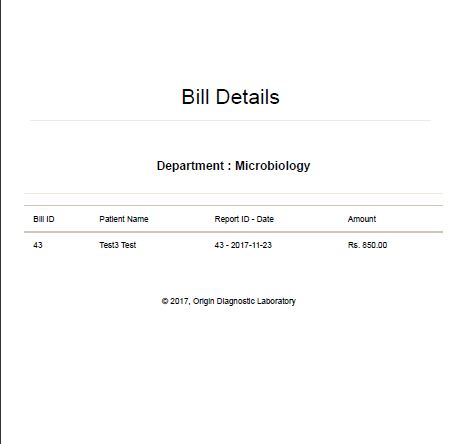 Bill Details
Department : Microbiology
Bill ID Patient Name Report ID - Date Amount
43 Test3 Test 43 - 2017-11-23 Rs. 850.00
© 2017, Origin Diagnostic Laboratory